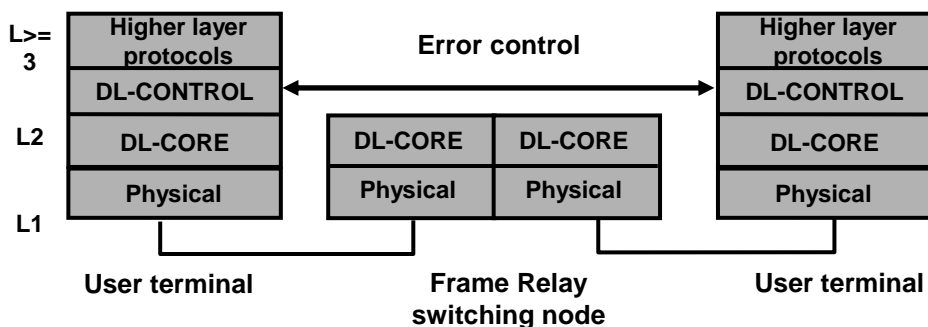 L>=
3
Higher layer
protocols
Error control
Higher layer
protocols
DL-CONTROL
DL-CONTROL
L2
DL-CORE
DL-CORE
DL-CORE
DL-CORE
Physical
Physical
Physical
Physical
L1
User terminal
Frame Relay
switching node
User terminal